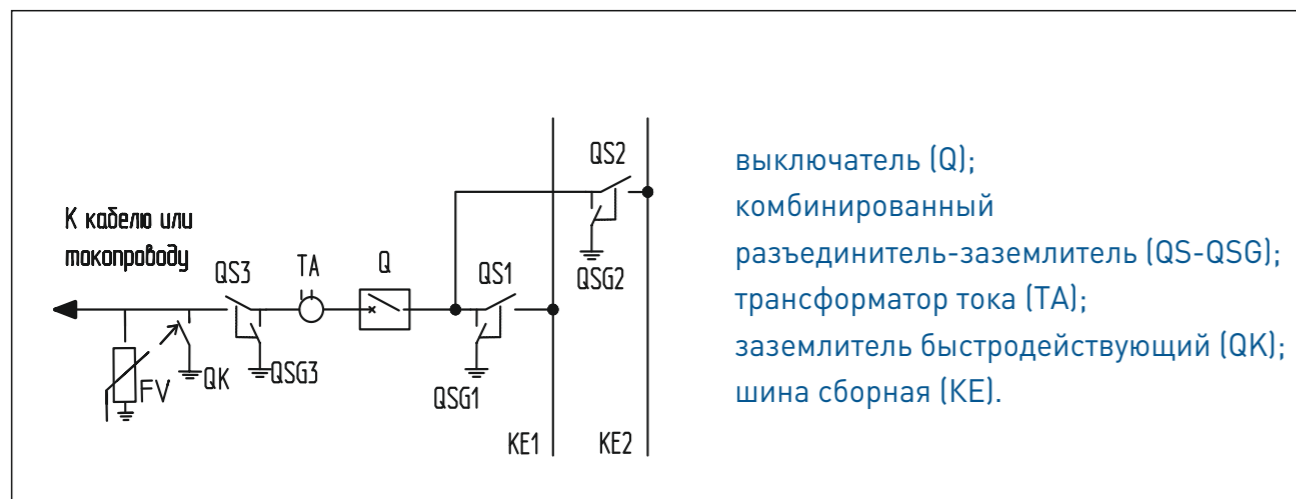 QS2
К кабелю или
токопроводу
QS3
TA
Q
QS1
QSG2
FV
QK
QSG3
QSG1
KE1
KE2
выключатель (Q);
комбинированный
разъединитель-заземлитель (QS-QSG);
трансформатор тока (TA);
заземлитель быстродействующий (QK);
шина сборная (KE).